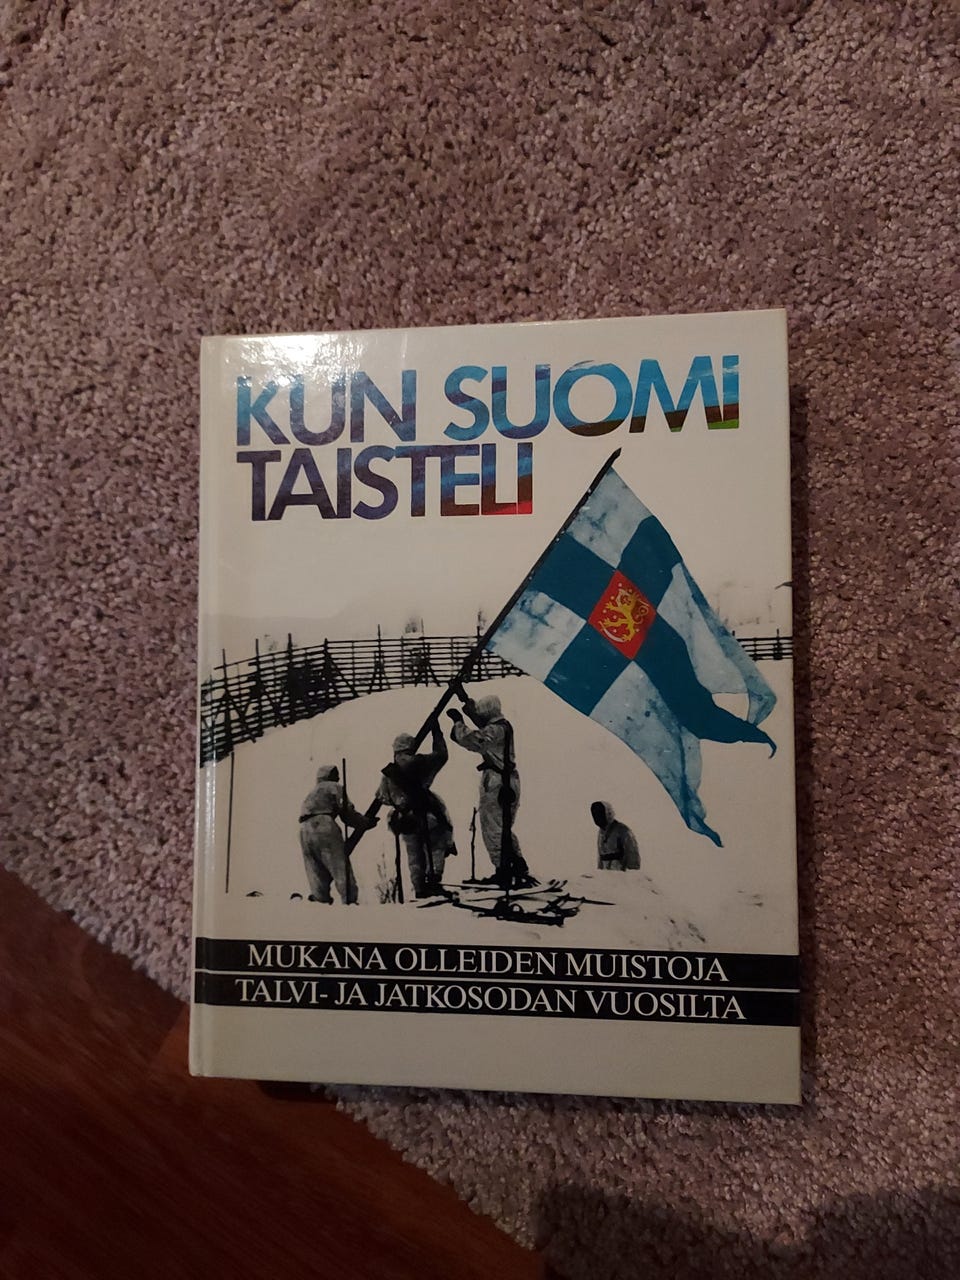 KUN SUOMI
TAISTELI
MUKANA OLLEIDEN MUISTOJA
TALVI- JA JATKOSODAN VUOSILTA